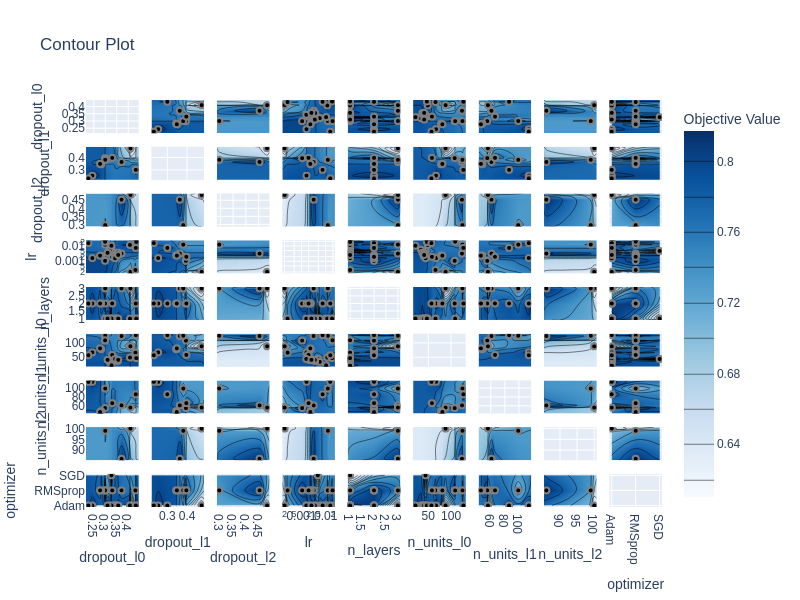 Contour Plot
Objective Value
0.8
0.76
0.72
0.68
0.64
dropout_l0
0.4
0.35
0.3
0.25
dropout_l1
0.4
0.3
dropout_l2
0.45
0.4
0.35
0.3
lr
0.01
0.001
n_layers
3
2.5
2
1.5
1
n_units_l0
100
50
n_units_l1
100
80
60
n_units_l2
100
95
90
optimizer
SGD
RMSprop
Adam
0.25 0.3 0.35 0.4
0.3 0.4
0.3 0.35 0.4 0.45
1 1.5 2 2.5 3
50 100
60 80 100
90 95 100
Adam RMSprop SGD
dropout_l0
dropout_l1
dropout_l2
lr
n_layers
n_units_l0
n_units_l1
n_units_l2
optimizer